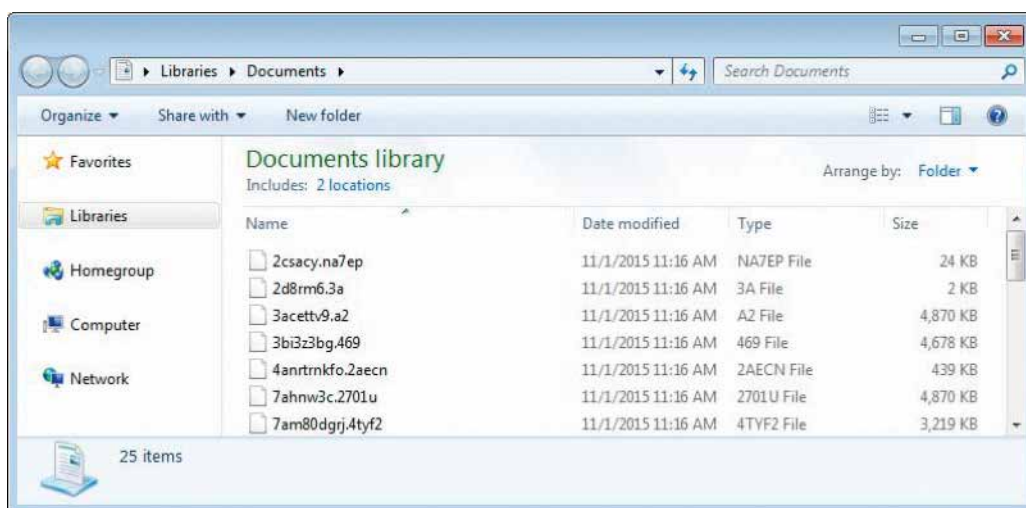 Libraries Documents
Search Documents
Organize Share with New folder
Favorites
Libraries
Homegroup
Computer
Network
Documents library
Includes: 2 locations
Arrange by: Folder
Name Date modified Type Size
2csacy.na7ep 11/1/2015 11:16 AM NA7EP File 24 KB
2d8rm6.3a 11/1/2015 11:16 AM 3A File 2 KB
3acettv9.a2 11/1/2015 11:16 AM A2 File 4,870 KB
3bi3z3bg.469 11/1/2015 11:16 AM 469 File 4,678 KB
4anrtrnkfo.2aecn 11/1/2015 11:16 AM 2AECN File 439 KB
7ahnw3c.2701u 11/1/2015 11:16 AM 2701U File 4,870 KB
7am80dgrj.4tyf2 11/1/2015 11:16 AM 4TYF2 File 3,219 KB
25 items